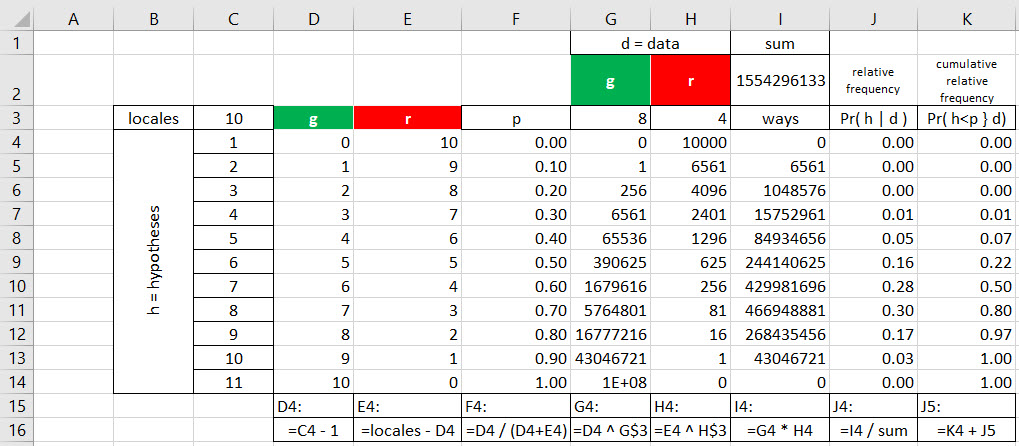 A B C D E F G H I J K
1 d = data sum
2 g r 1554296133 relative frequency cumulative relative frequency
3 locales 10 g r p 8 4 ways Pr( h | d ) Pr( h<p } d)
h = hypotheses
4 1 0 10 0.00 0 10000 0 0.00 0.00
5 2 1 9 0.10 1 6561 6561 0.00 0.00
6 3 2 8 0.20 256 4096 1048576 0.00 0.00
7 4 3 7 0.30 6561 2401 15752961 0.01 0.01
8 5 4 6 0.40 65536 1296 84934656 0.05 0.07
9 6 5 5 0.50 390625 625 244140625 0.16 0.22
10 7 6 4 0.60 1679616 256 429981696 0.28 0.50
11 8 7 3 0.70 5764801 81 466948881 0.30 0.80
12 9 8 2 0.80 16777216 16 268435456 0.17 0.97
13 10 9 1 0.90 43046721 1 43046721 0.03 1.00
14 11 10 0 1.00 1E+08 0 0 0.00 1.00
15 D4: E4: F4: G4: H4: I4: J4: J5:
16 =C4 - 1 =locales - D4 =D4 / (D4+E4) =D4 ^ G$3 =E4 ^ H$3 =G4 * H4 =I4 / sum =K4 + J5